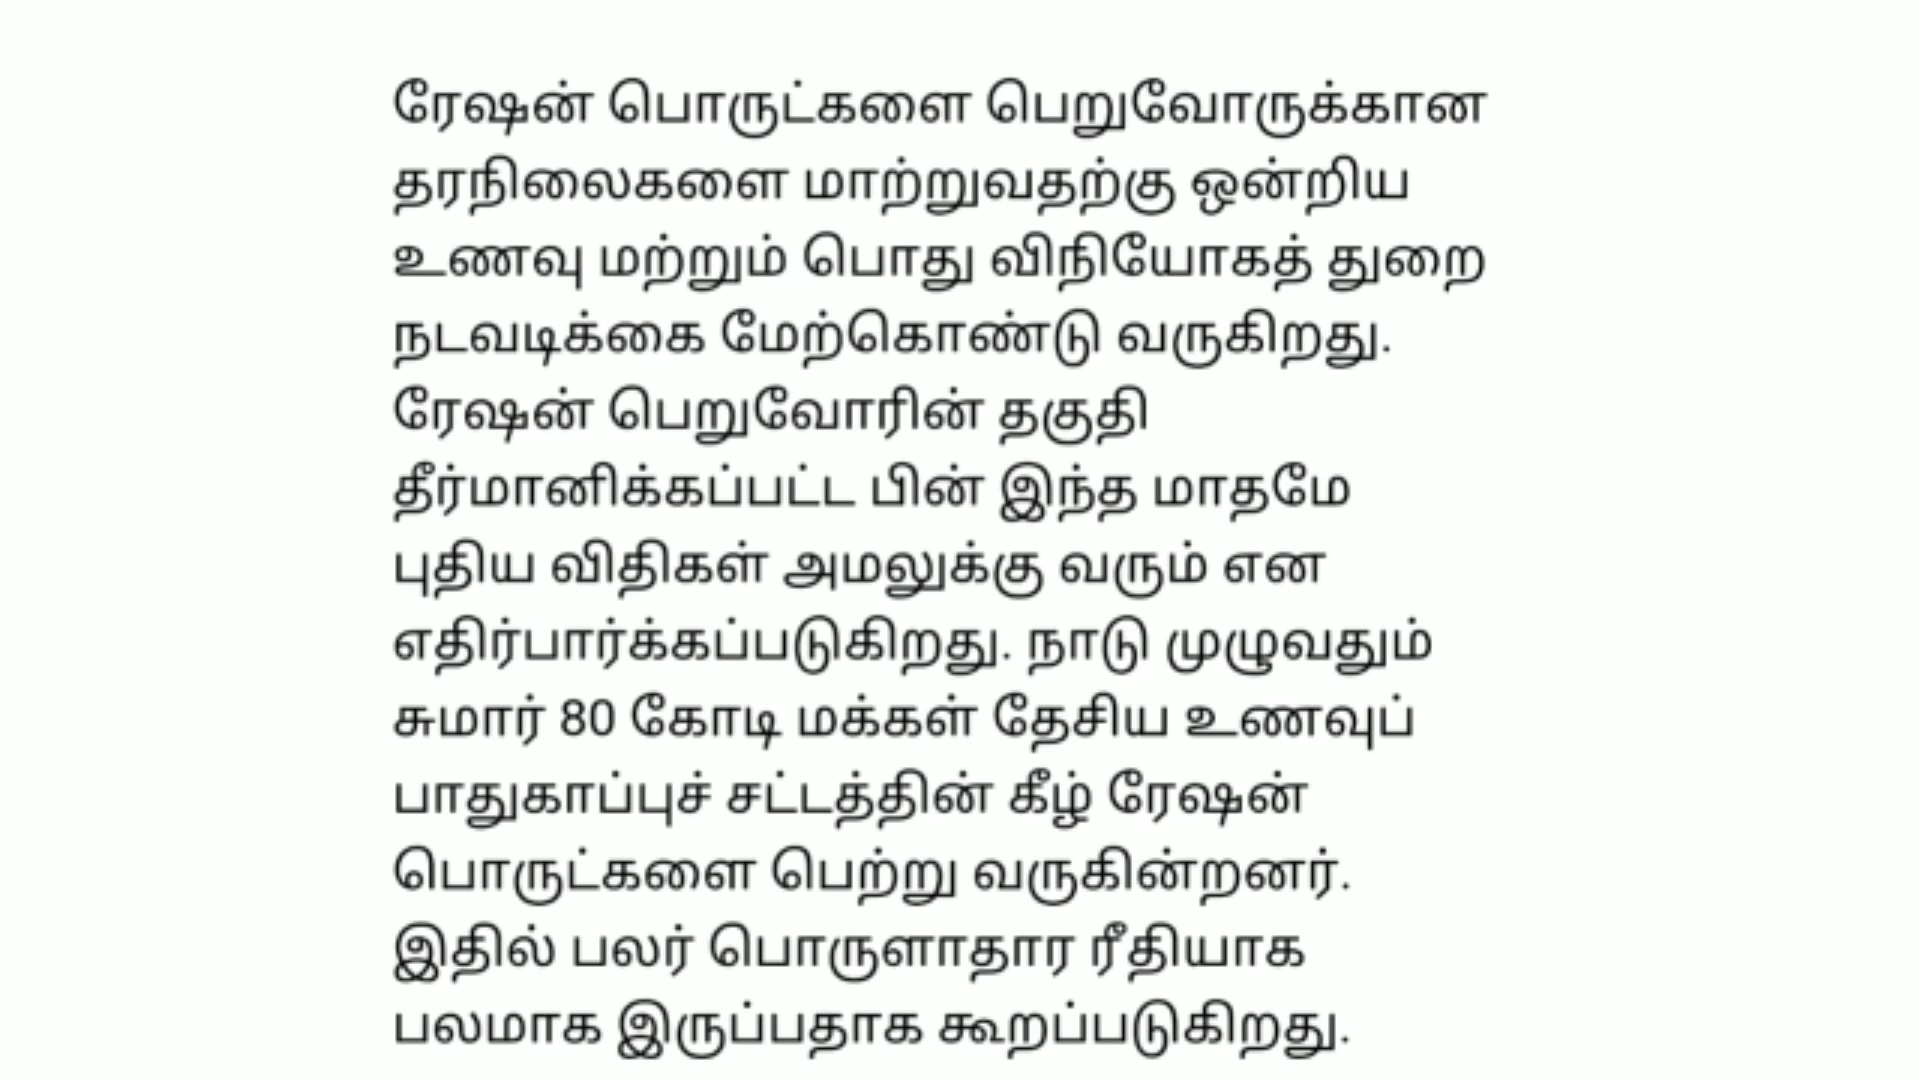 ரேஷன் பொருட்களை பெறுவோருக்கான
தரநிலைகளை மாற்றுவதற்கு ஒன்றிய
உணவு மற்றும் பொது விநியோகத் துறை
நடவடிக்கை மேற்கொண்டு வருகிறது.
ரேஷன் பெறுவோரின் தகுதி
தீர்மானிக்கப்பட்ட பின் இந்த மாதமே
புதிய விதிகள் அமலுக்கு வரும் என
எதிர்பார்க்கப்படுகிறது. நாடு முழுவதும்
சுமார் 80 கோடி மக்கள் தேசிய உணவுப்
பாதுகாப்புச் சட்டத்தின் கீழ் ரேஷன்
பொருட்களை பெற்று வருகின்றனர்.
இதில் பலர் பொருளாதார ரீதியாக
பலமாக இருப்பதாக கூறப்படுகிறது.